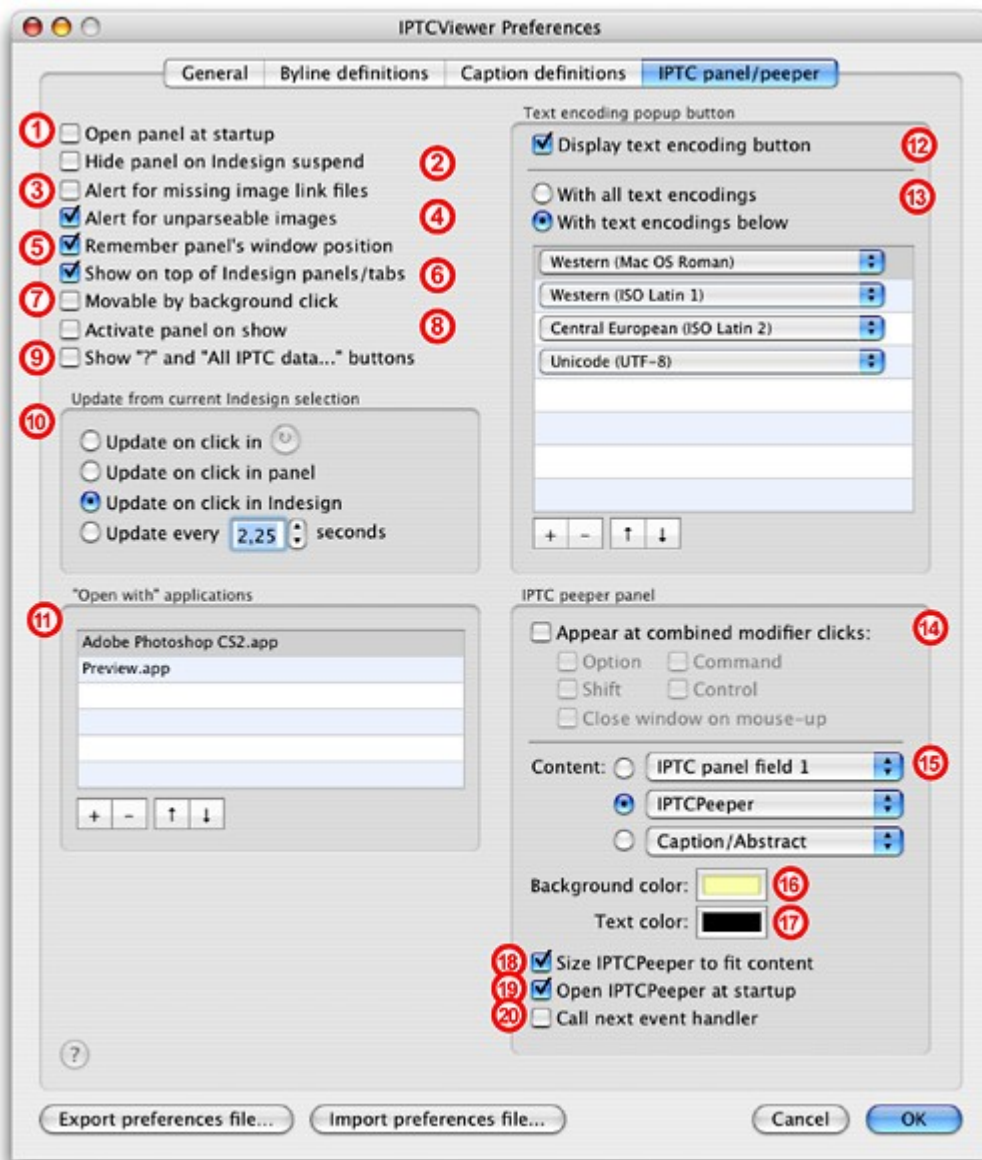 IPTCViewer Preferences
General Byline definitions Caption definitions IPTC panel/peeper
1 Open panel at startup
Hide panel on Indesign suspend 2
3 Alert for missing image link files
Alert for unparseable images 4
5 Remember panel's window position
Show on top of Indesign panels/tabs 6
7 Movable by background click
Activate panel on show 8
9 Show "?" and "All IPTC data..." buttons
Update from current Indesign selection
10
Update on click in
Update on click in panel
Update on click in Indesign
Update every 2,25 seconds
"Open with" applications
11
Adobe Photoshop CS2.app
Preview.app
+ - ↑ ↓
Text encoding popup button
Display text encoding button 12
With all text encodings 13
With text encodings below
Western (Mac OS Roman)
Western (ISO Latin 1)
Central European (ISO Latin 2)
Unicode (UTF-8)
+ - ↑ ↓
IPTC peeper panel
Appear at combined modifier clicks: 14
Option Command
Shift Control
Close window on mouse-up
Content: IPTC panel field 1 15
IPTCPeeper
Caption/Abstract
Background color: 16
Text color: 17
18 Size IPTCPeeper to fit content
19 Open IPTCPeeper at startup
20 Call next event handler
?
Export preferences file... Import preferences file... Cancel OK